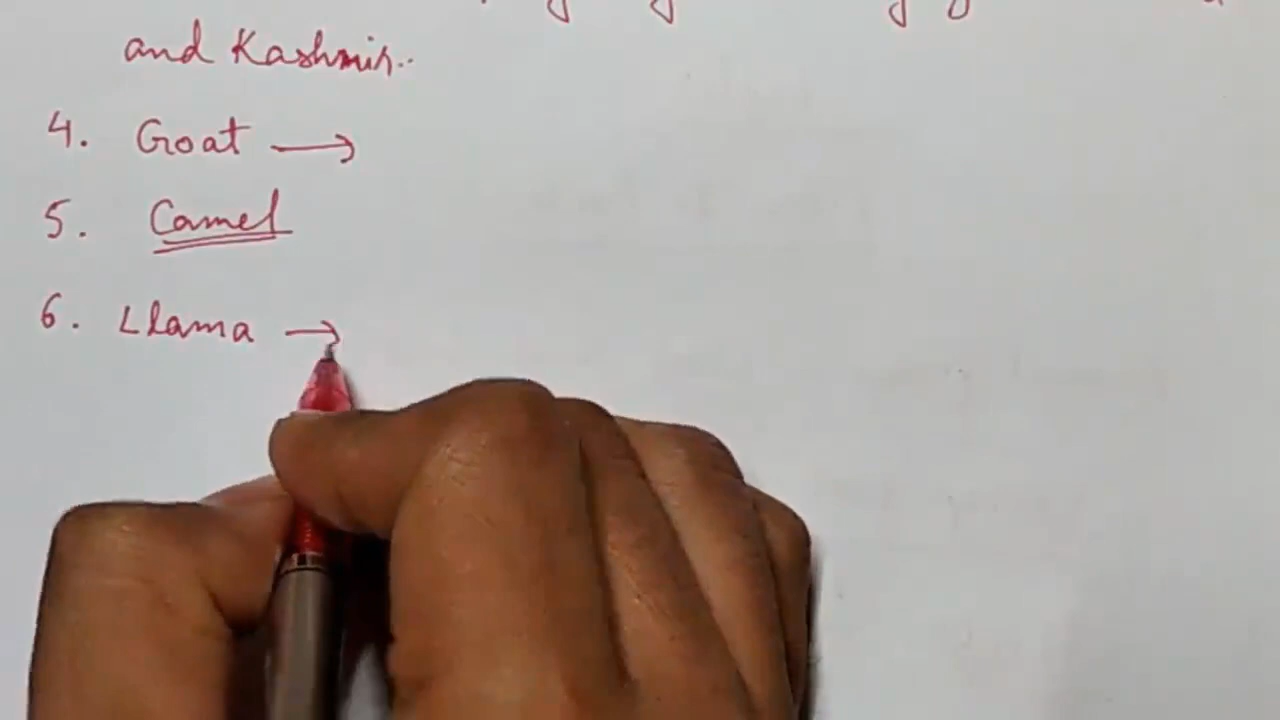 and Kashmir..
4. Goat →
5. Camel
6. Llama →